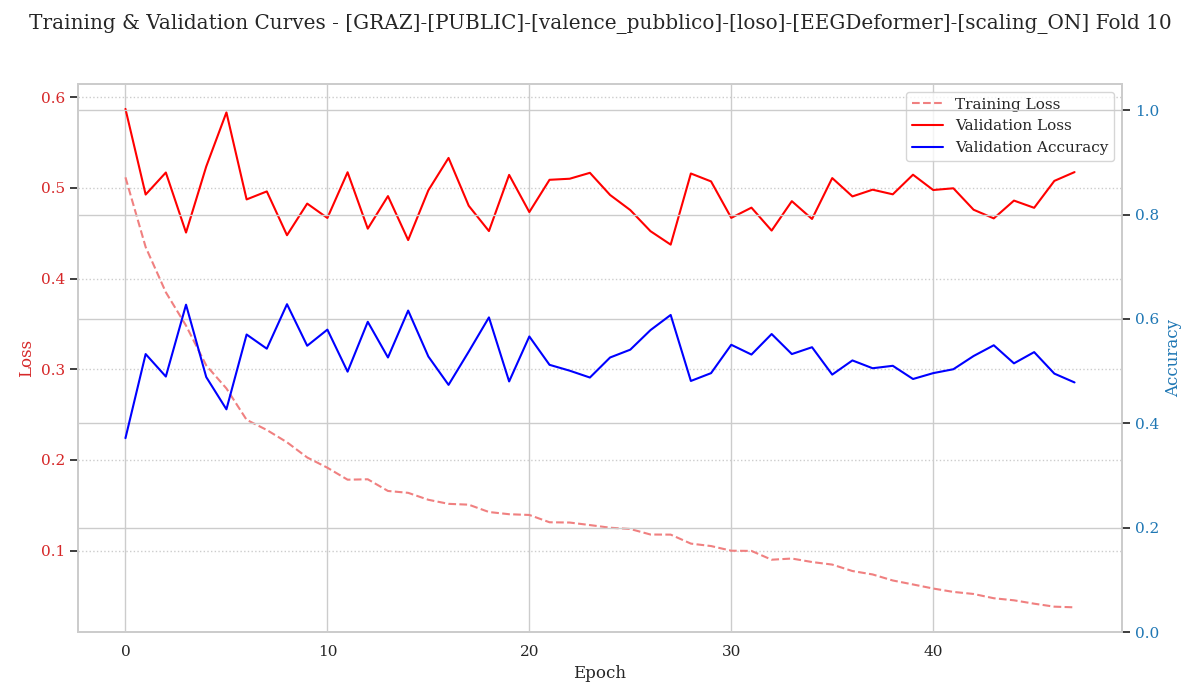 Training & Validation Curves - [GRAZ]-[PUBLIC]-[valence_pubblico]-[loso]-[EEGDeformer]-[scaling_ON] Fold 10
Training Loss
Validation Loss
Validation Accuracy
0.6
0.5
0.4
0.3
0.2
0.1
Loss
1.0
0.8
0.6
0.4
0.2
0.0
Accuracy
0
10
20
30
40
Epoch